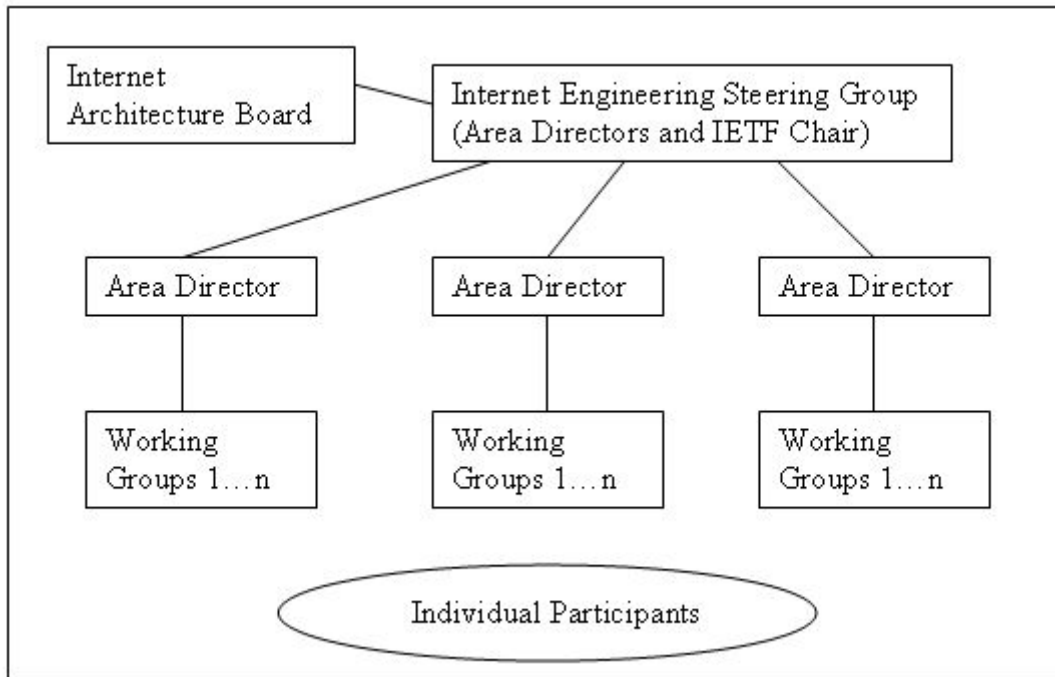 Internet
Architecture Board
Internet Engineering Steering Group
(Area Directors and IETF Chair)
Area Director
Area Director
Area Director
Working
Groups 1…n
Working
Groups 1…n
Working
Groups 1…n
Individual Participants